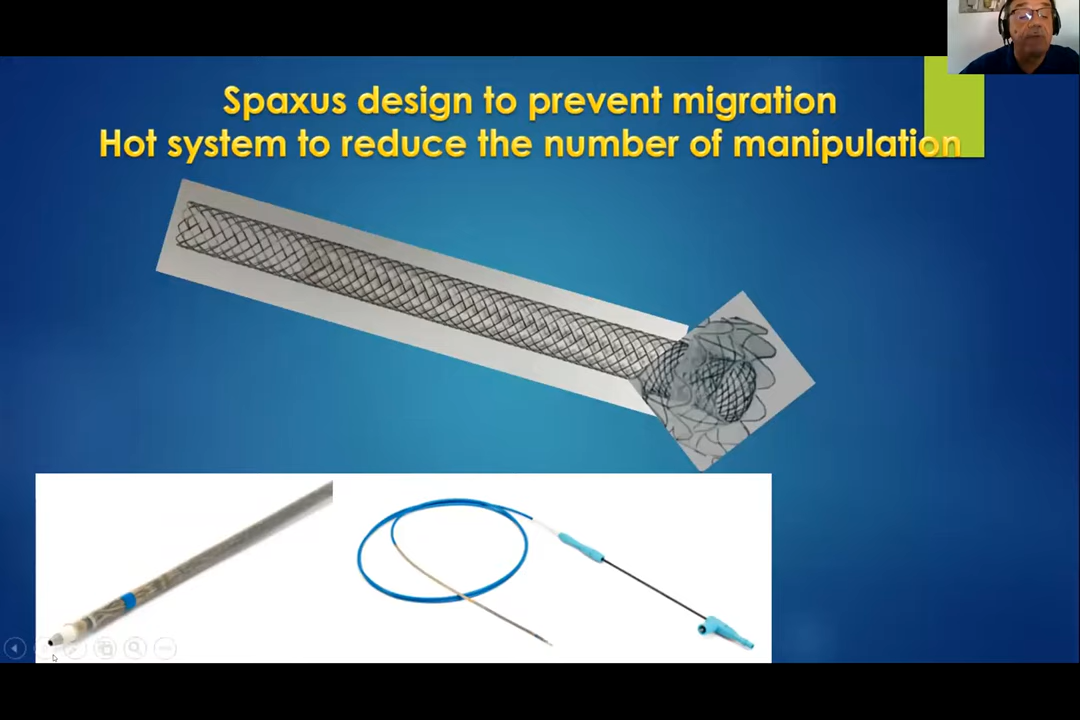 Spaxus design to prevent migration
Hot system to reduce the number of manipulation